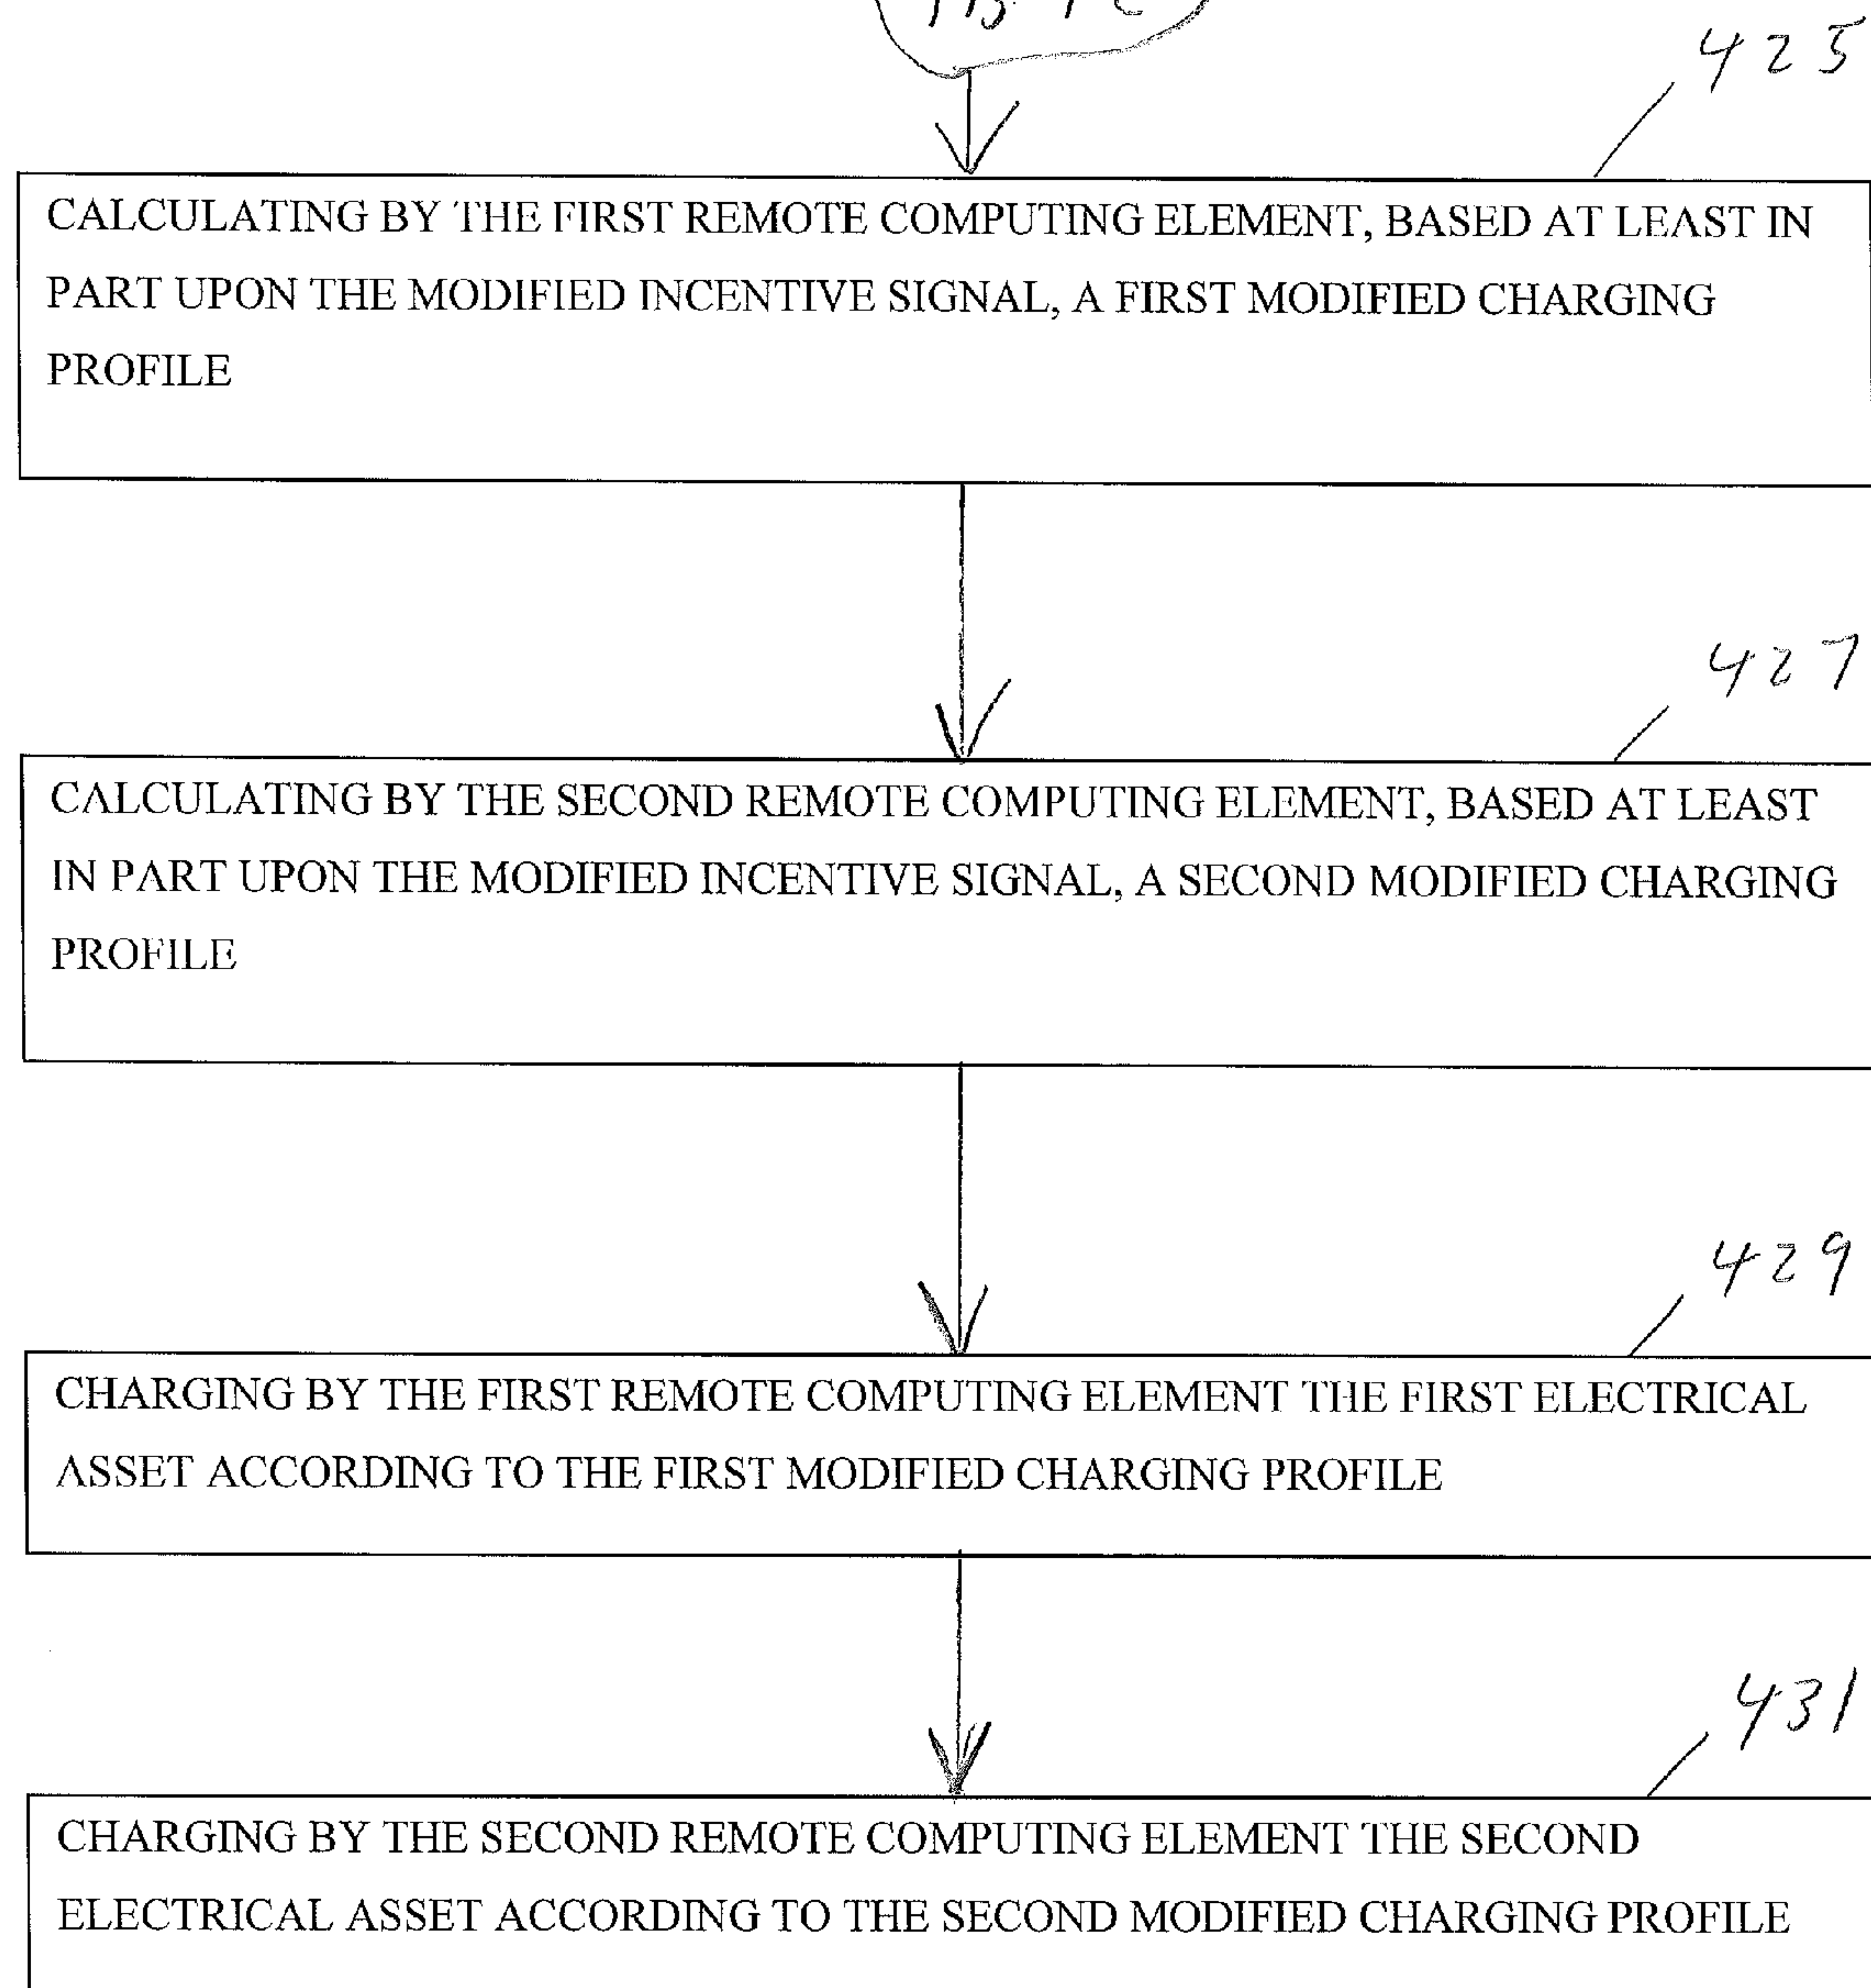 425
CALCULATING BY THE FIRST REMOTE COMPUTING ELEMENT, BASED AT LEAST IN
PART UPON THE MODIFIED INCENTIVE SIGNAL, A FIRST MODIFIED CHARGING
PROFILE
427
CALCULATING BY THE SECOND REMOTE COMPUTING ELEMENT, BASED AT LEAST
IN PART UPON THE MODIFIED INCENTIVE SIGNAL, A SECOND MODIFIED CHARGING
PROFILE
429
CHARGING BY THE FIRST REMOTE COMPUTING ELEMENT THE FIRST ELECTRICAL
ASSET ACCORDING TO THE FIRST MODIFIED CHARGING PROFILE
431
CHARGING BY THE SECOND REMOTE COMPUTING ELEMENT THE SECOND
ELECTRICAL ASSET ACCORDING TO THE SECOND MODIFIED CHARGING PROFILE